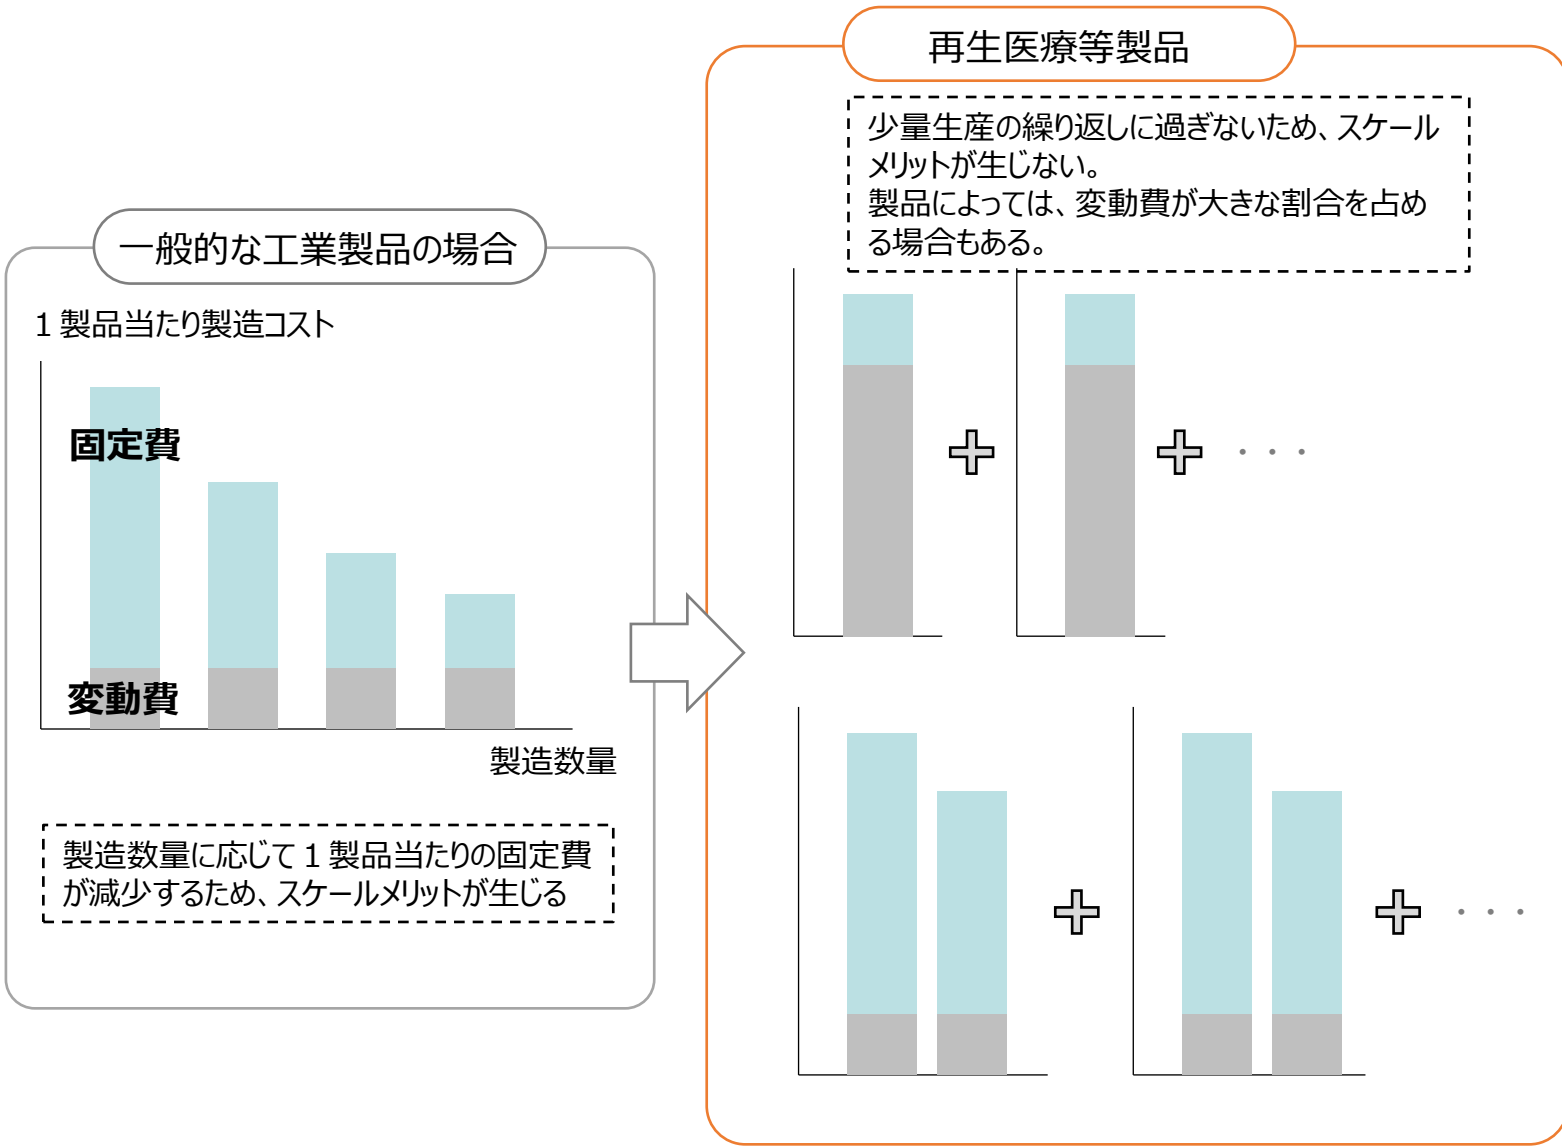 一般的な工業製品の場合
1 製品当たり製造コスト
固定費
変動費
製造数量
製造数量に応じて 1 製品当たりの固定費
が減少するため、スケールメリットが生じる
再生医療等製品
少量生産の繰り返しに過ぎないため、スケール
メリットが生じない。
製品によっては、変動費が大きな割合を占め
る場合もある。
・・・
・・・